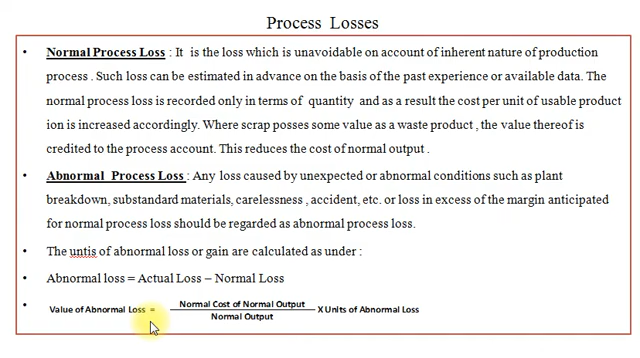 Process Losses
• Normal Process Loss : It is the loss which is unavoidable on account of inherent nature of production
process . Such loss can be estimated in advance on the basis of the past experience or available data. The
normal process loss is recorded only in terms of quantity and as a result the cost per unit of usable product
ion is increased accordingly. Where scrap posses some value as a waste product , the value thereof is
credited to the process account. This reduces the cost of normal output .
• Abnormal Process Loss : Any loss caused by unexpected or abnormal conditions such as plant
breakdown, substandard materials, carelessness , accident, etc. or loss in excess of the margin anticipated
for normal process loss should be regarded as abnormal process loss.
• The untis of abnormal loss or gain are calculated as under :
• Abnormal loss = Actual Loss – Normal Loss
• Value of Abnormal Loss = Normal Cost of Normal Output / Normal Output X Units of Abnormal Loss